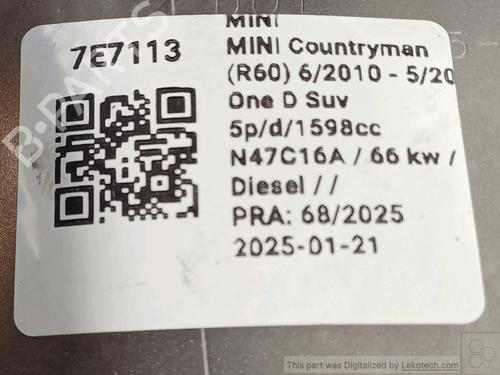 MINI
7E7113
MINI Countryman
(R60) 6/2010 - 5/20
One D Suv
5p/d/1598cc
N47C16A / 66 kw /
Diesel / /
PRA: 68/2025
2025-01-21
B-PARTS
This part was Digitalized by Lekotech.com